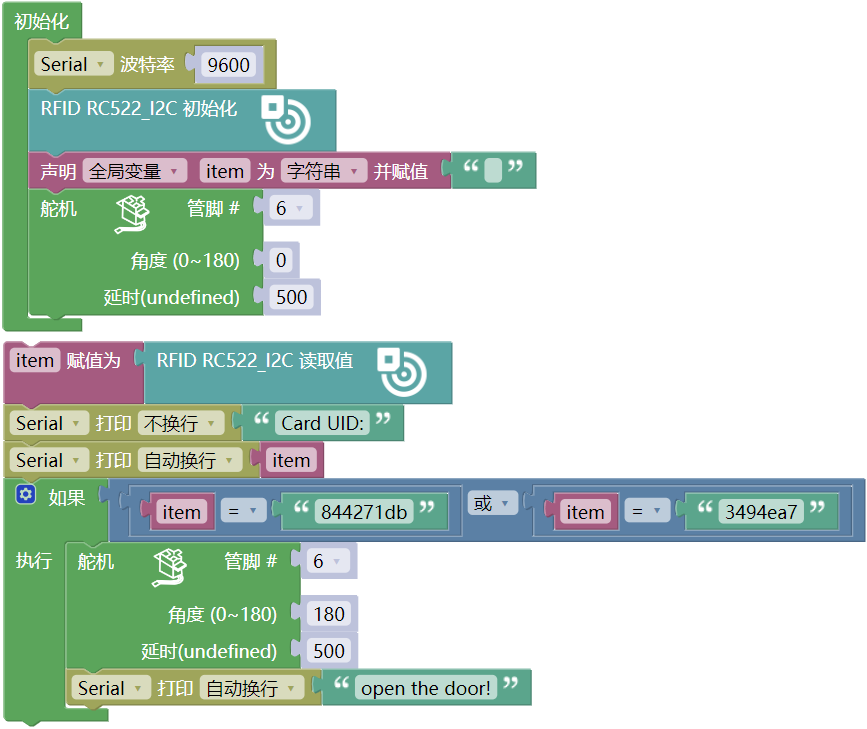 初始化
Serial 波特率 9600
RFID RC522_I2C 初始化
声明 全局变量 item 为 字符串 并赋值 “ ”
舵机 管脚 # 6
角度 (0~180) 0
延时(undefined) 500
item 赋值为 RFID RC522_I2C 读取值
Serial 打印 不换行 “ Card UID: ”
Serial 打印 自动换行 item
如果 item = “ 844271db ” 或 item = “ 3494ea7 ”
执行 舵机 管脚 # 6
角度 (0~180) 180
延时(undefined) 500
Serial 打印 自动换行 “ open the door! ”